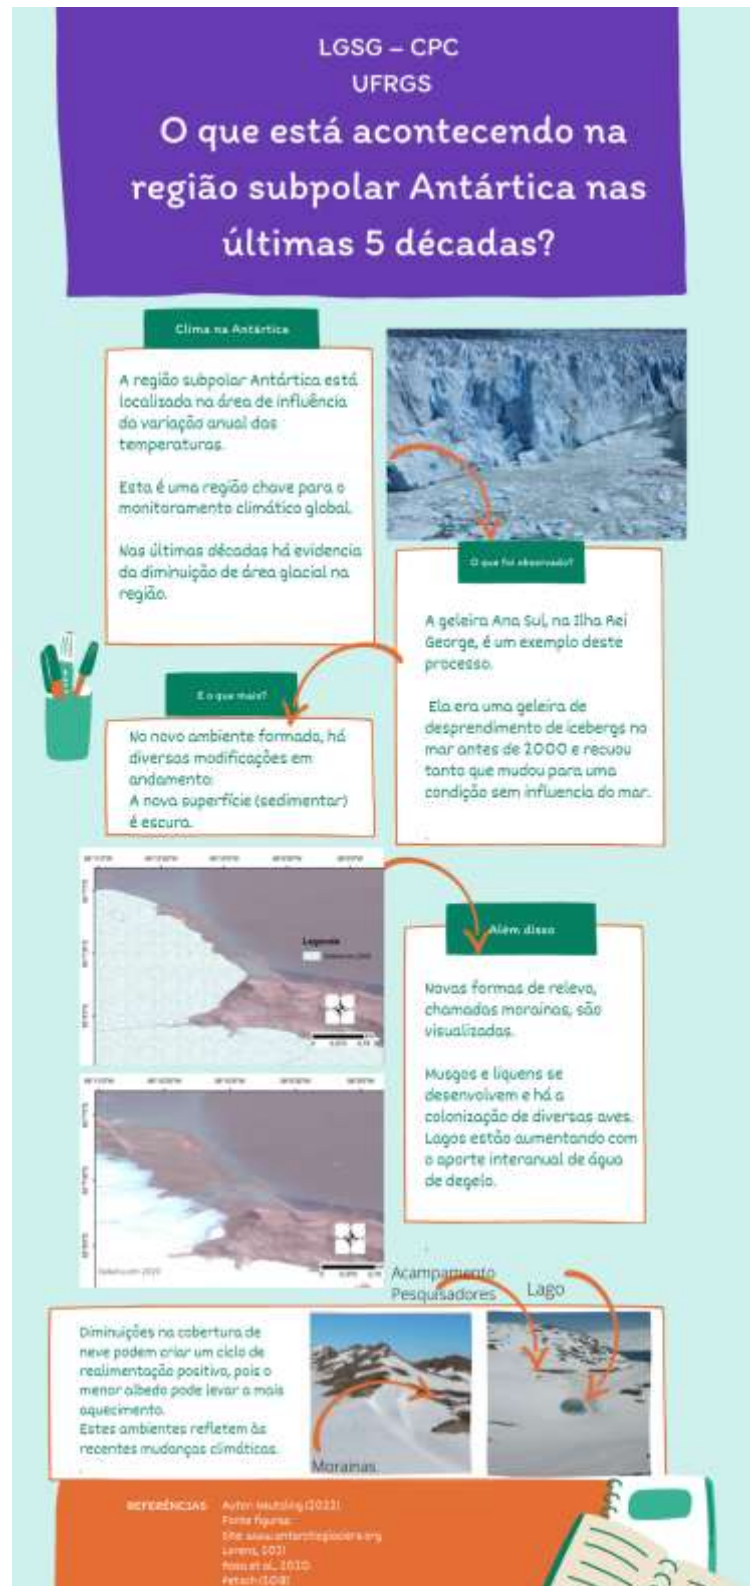 LGSG – CPC
UFRGS
O que está acontecendo na
região subpolar Antártica nas
últimas 5 décadas?
Clima na Antártica
A região subpolar Antártica está
localizada na área de influência
da variação anual das
temperaturas.
Esta é uma região chave para o
monitoramento climático global.
Nas últimas décadas há evidencia
da diminuição de área glacial na
região.
O que foi observado?
A geleira Ana Sul, na Ilha Rei
George, é um exemplo deste
processo.
Ela era uma geleira de
desprendimento de icebergs no
mar antes de 2000 e recuou
tanto que mudou para uma
condição sem influencia do mar.
E o que mais?
No novo ambiente formado, há
diversas modificações em
andamento:
A nova superfície (sedimentar)
é escura.
Legenda
Além disso
Novas formas de relevo,
chamadas morainas, são
visualizadas.
Musgos e líquens se
desenvolvem e há a
colonização de diversas aves.
Lagos estão aumentando com
o aporte interanual de água
de degelo.
Acampamento
Pesquisadores
Lago
Diminuições na cobertura de
neve podem criar um ciclo de
realimentação positivo, pois o
menor albedo pode levar a mais
aquecimento.
Estes ambientes refletem às
recentes mudanças climáticas.
Morainas
REFERÊNCIAS
Fonte figuras:
Site: www.antarcticglaciers.org